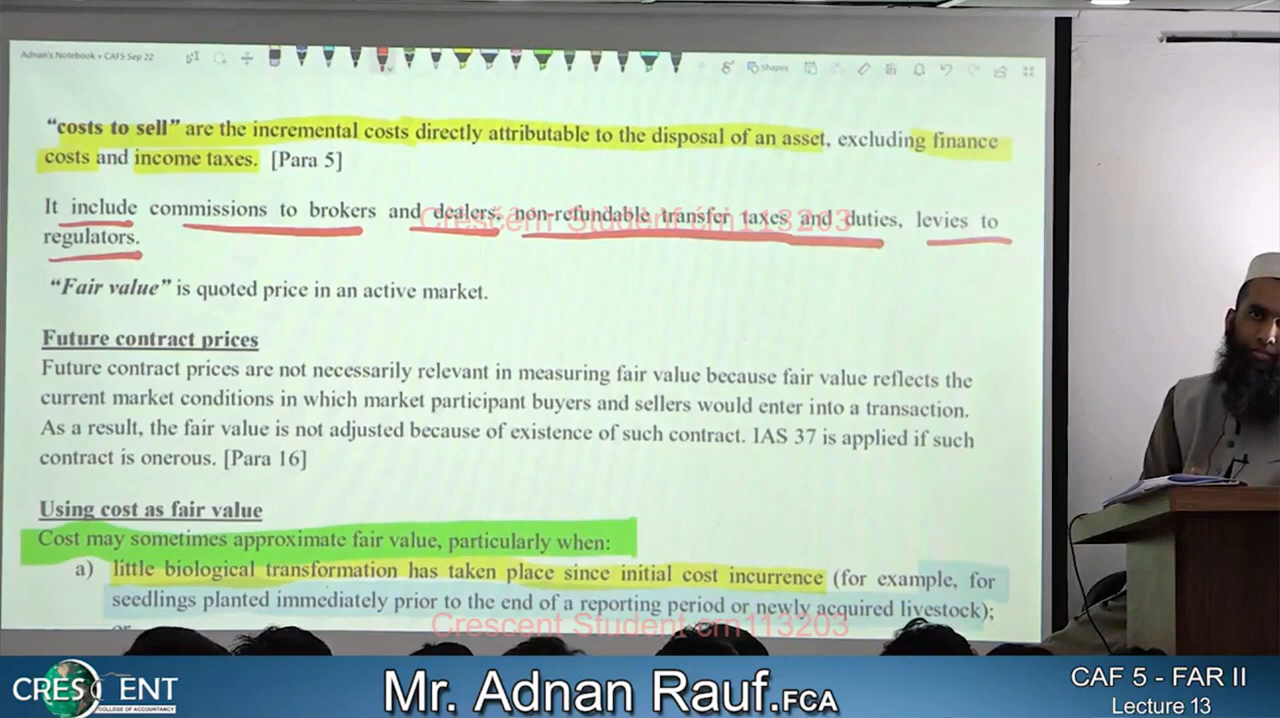 Adnan's Notebook » CAF5 Sep 22
Shapes
"costs to sell" are the incremental costs directly attributable to the disposal of an asset, excluding finance
costs and income taxes. [Para 5]
It include commissions to brokers and dealers, non-refundable transfer taxes and duties, levies to
Crescent Student crn113203
regulators.
"Fair value" is quoted price in an active market.
Future contract prices
Future contract prices are not necessarily relevant in measuring fair value because fair value reflects the
current market conditions in which market participant buyers and sellers would enter into a transaction.
As a result, the fair value is not adjusted because of existence of such contract. IAS 37 is applied if such
contract is onerous. [Para 16]
Using cost as fair value
Cost may sometimes approximate fair value, particularly when:
a) little biological transformation has taken place since initial cost incurrence (for example, for
seedlings planted immediately prior to the end of a reporting period or newly acquired livestock);
or
Crescent Student crn113203
CRESCENT
COLLEGE OF ACCOUNTANCY
Mr. Adnan Rauf.FCA
CAF 5 - FAR II
Lecture 13